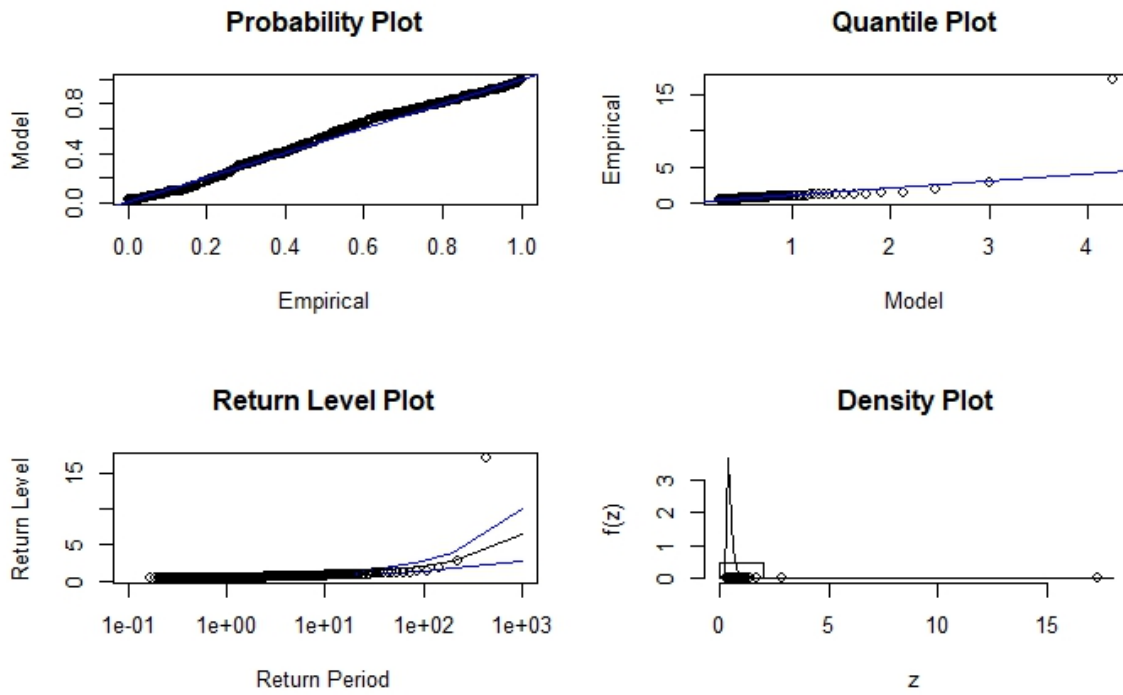 Probability Plot
Model
0.0 0.4 0.8
0.0 0.2 0.4 0.6 0.8 1.0
Empirical
Quantile Plot
Empirical
0 5 15
1 2 3 4
Model
Return Level Plot
Return Level
0 5 15
1e-01 1e+00 1e+01 1e+02 1e+03
Return Period
Density Plot
f(z)
0 1 2 3
0 5 10 15
z